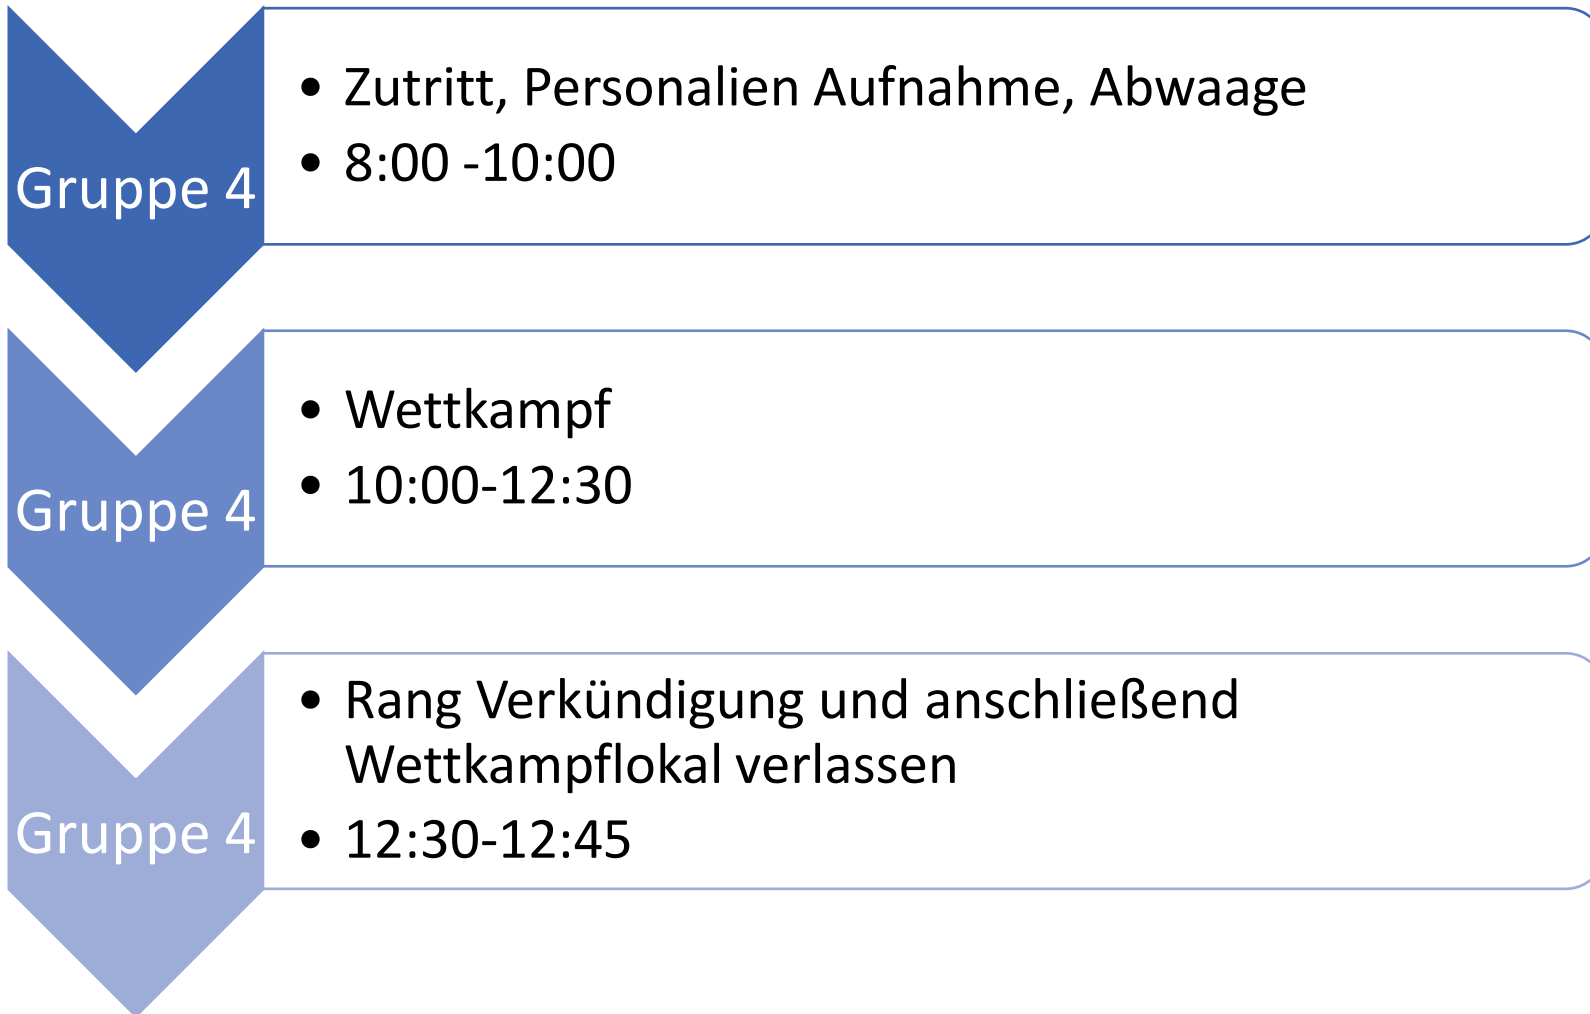 Gruppe 4
• Zutritt, Personalien Aufnahme, Abwaage
• 8:00 -10:00
Gruppe 4
• Wettkampf
• 10:00-12:30
Gruppe 4
• Rang Verkündigung und anschließend
Wettkampflokal verlassen
• 12:30-12:45